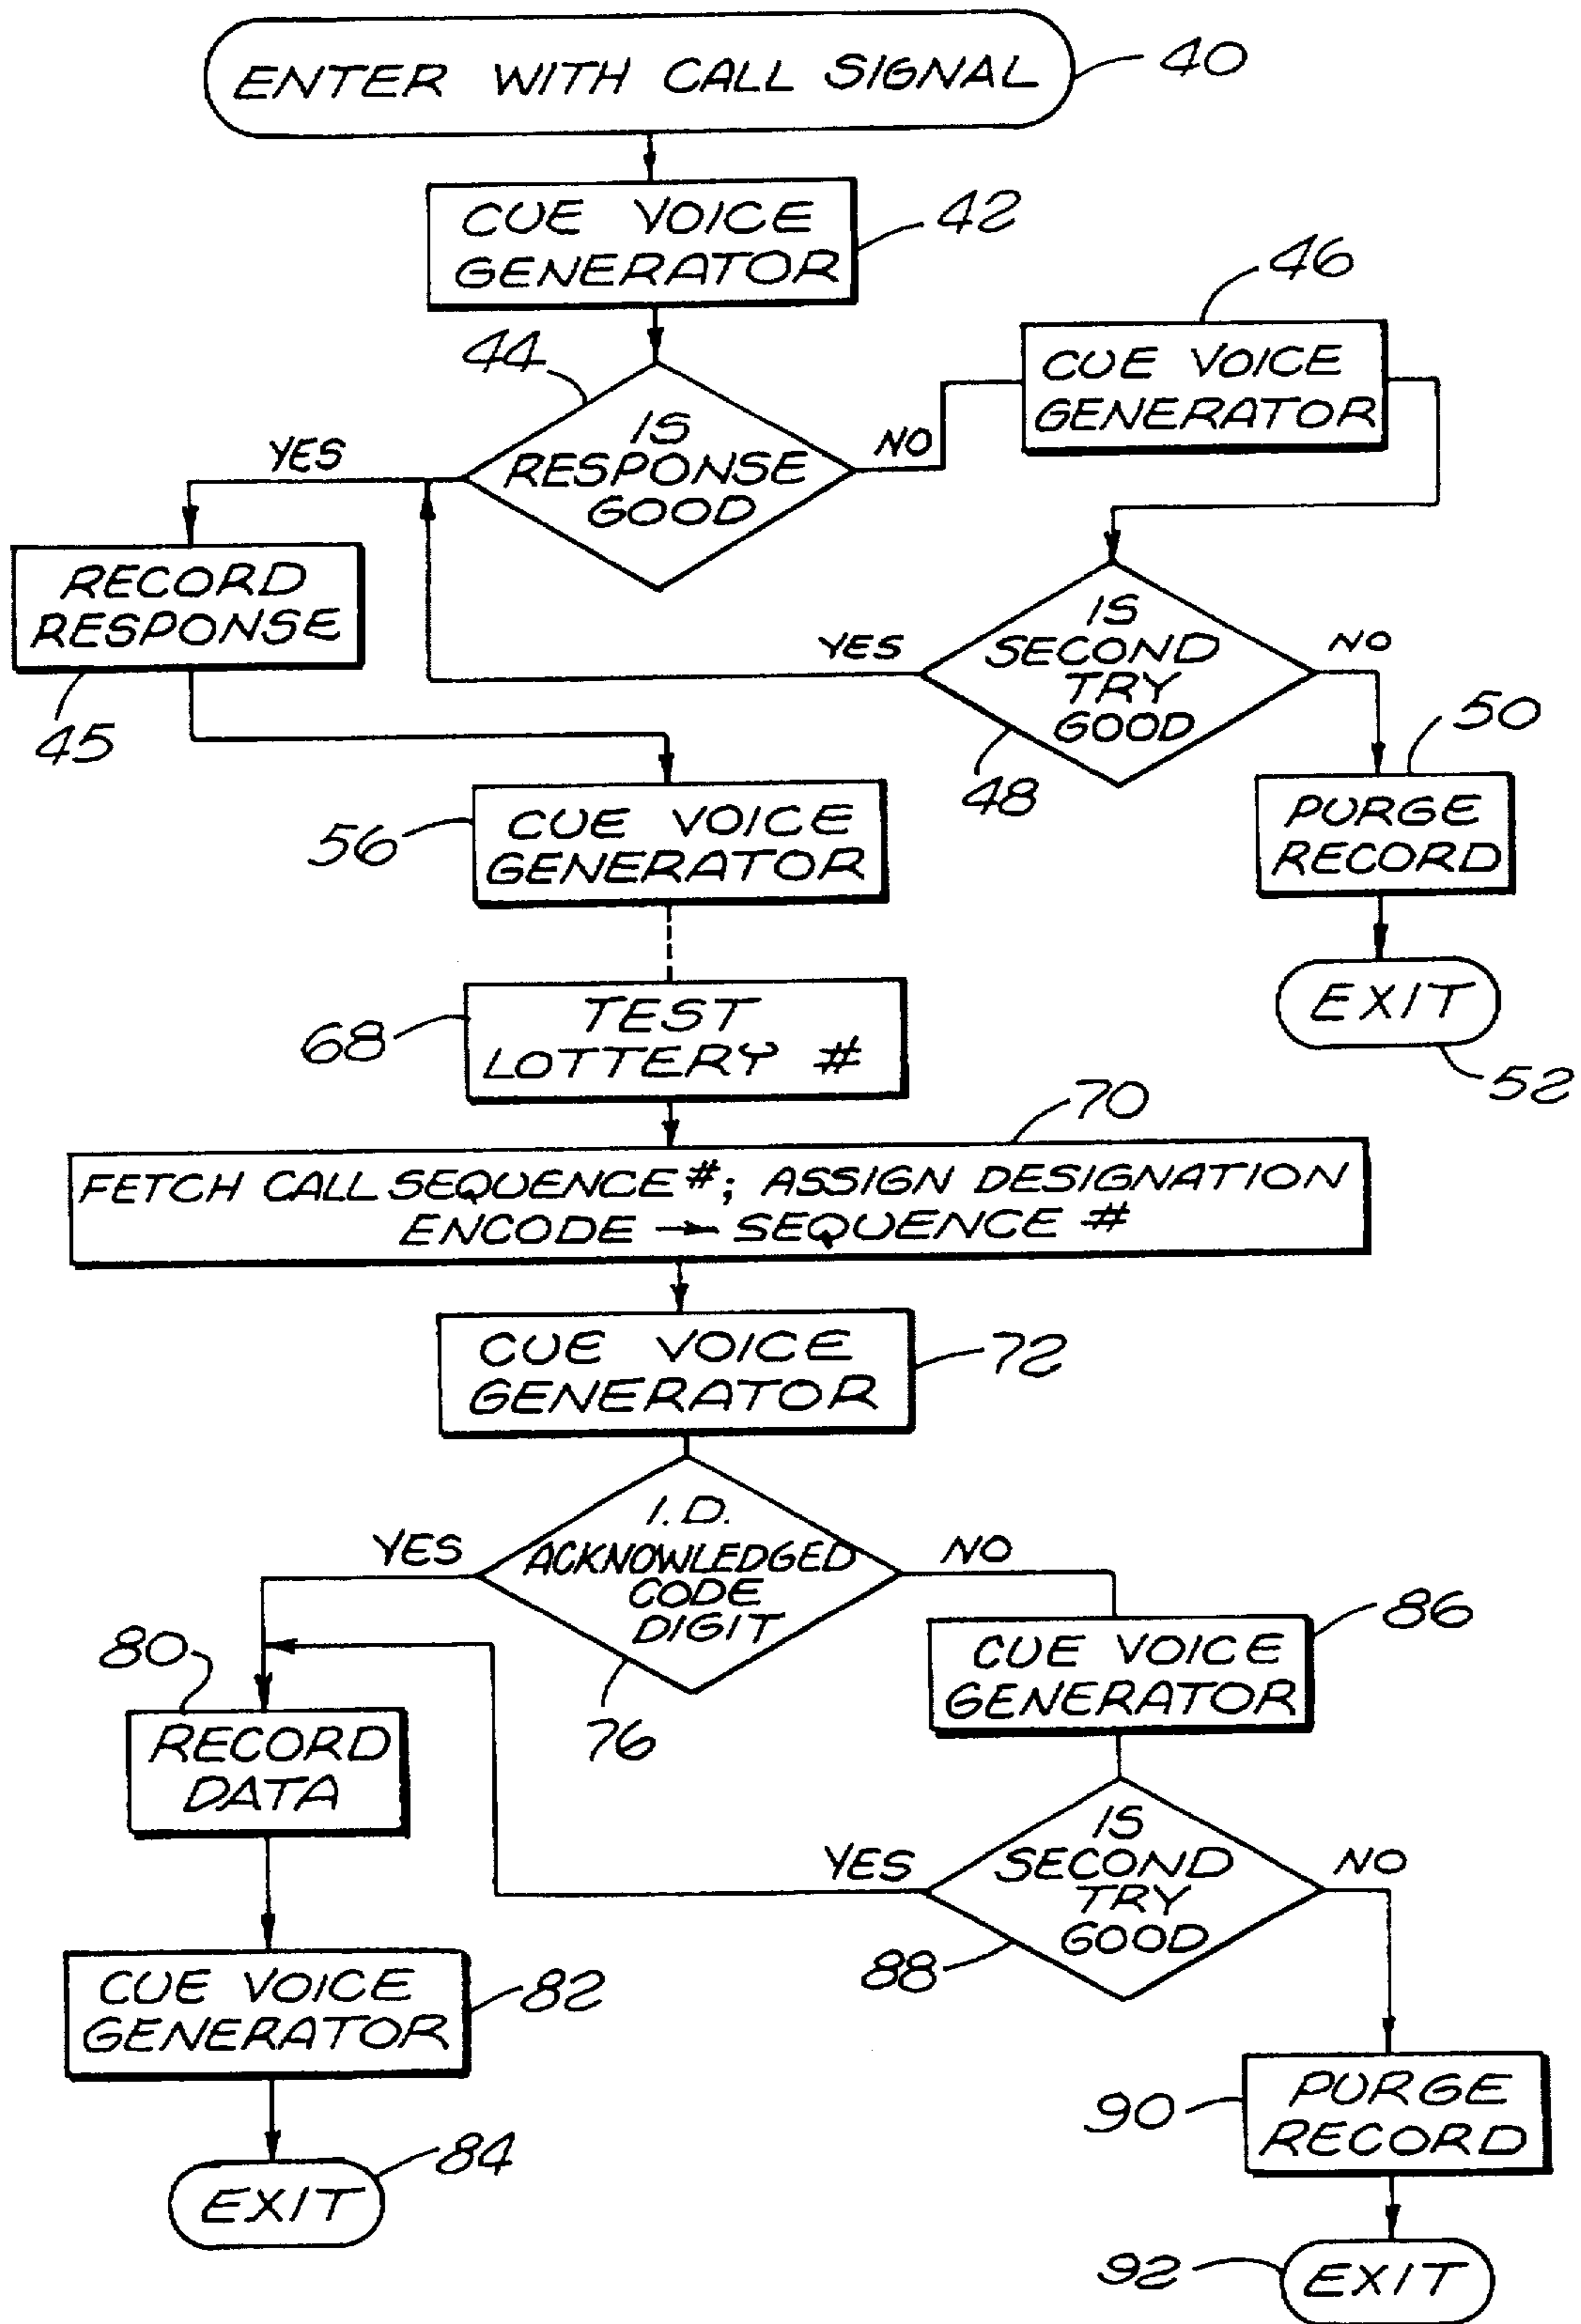 ENTER WITH CALL SIGNAL
40
CUE VOICE
GENERATOR
42
44
IS
RESPONSE
GOOD
YES
NO
46
CUE VOICE
GENERATOR
RECORD
RESPONSE
45
IS
SECOND
TRY
GOOD
YES
NO
48
50
PURGE
RECORD
EXIT
52
56
CUE VOICE
GENERATOR
68
TEST
LOTTERY #
70
FETCH CALL SEQUENCE #; ASSIGN DESIGNATION
ENCODE → SEQUENCE #
CUE VOICE
GENERATOR
72
I.D.
ACKNOWLEDGED
CODE
DIGIT
YES
NO
76
86
CUE VOICE
GENERATOR
80
RECORD
DATA
IS
SECOND
TRY
GOOD
YES
NO
88
CUE VOICE
GENERATOR
82
90
PURGE
RECORD
EXIT
84
92
EXIT